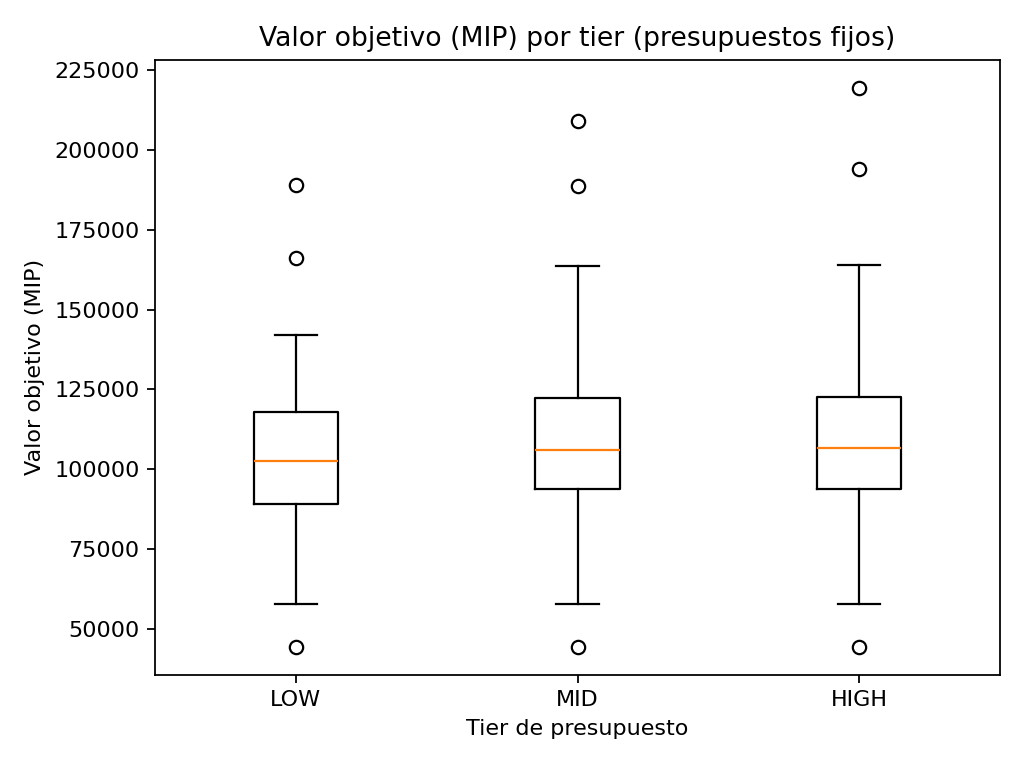 Valor objetivo (MIP) por tier (presupuestos fijos)
Valor objetivo (MIP)
225000
200000
175000
150000
125000
100000
75000
50000
LOW MID HIGH
Tier de presupuesto